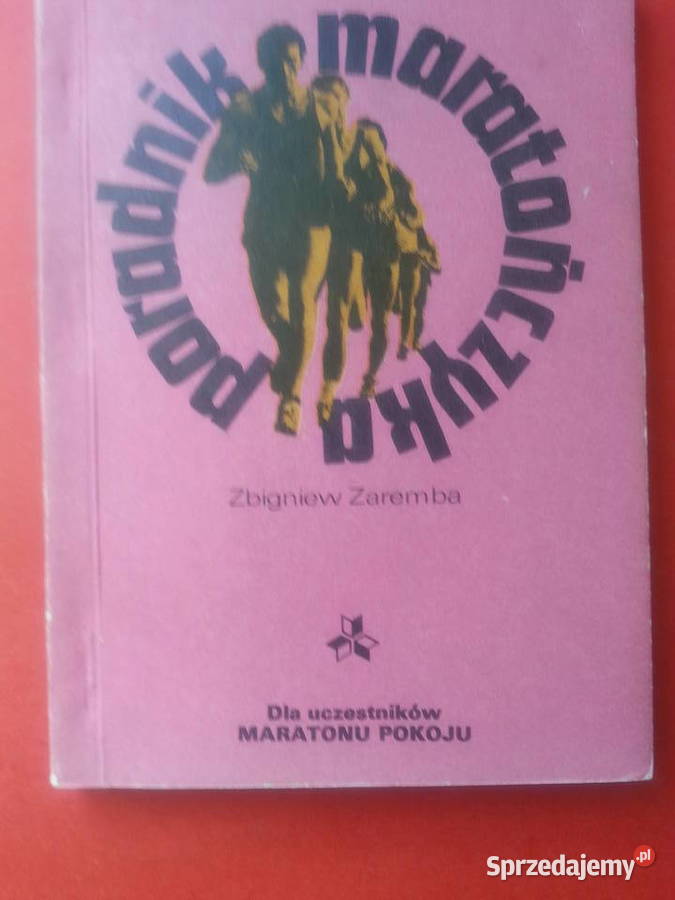 poradnik maratończyka
Zbigniew Zaremba
Dla uczestników
MARATONU POKOJU
Sprzedajemy.pl